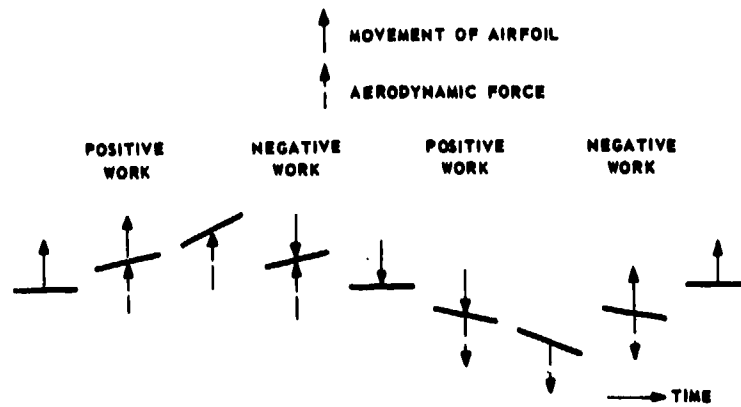 MOVEMENT OF AIRFOIL
AERODYNAMIC FORCE
POSITIVE
WORK
NEGATIVE
WORK
POSITIVE
WORK
NEGATIVE
WORK
TIME